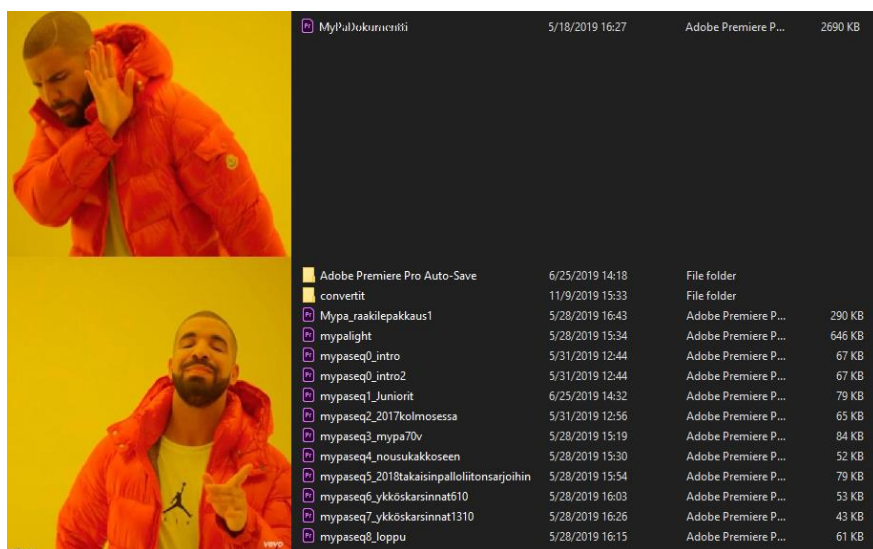 MyPaDokumentti 5/18/2019 16:27 Adobe Premiere P... 2690 KB
Adobe Premiere Pro Auto-Save 6/25/2019 14:18 File folder
convertit 11/9/2019 15:33 File folder
Mypa_raakilepakkaus1 5/28/2019 16:43 Adobe Premiere P... 290 KB
mypalight 5/28/2019 15:34 Adobe Premiere P... 646 KB
mypaseq0_intro 5/31/2019 12:44 Adobe Premiere P... 67 KB
mypaseq0_intro2 5/31/2019 12:44 Adobe Premiere P... 67 KB
mypaseq1_Juniorit 6/25/2019 14:32 Adobe Premiere P... 79 KB
mypaseq2_2017kolmosessa 5/31/2019 12:56 Adobe Premiere P... 65 KB
mypaseq3_mypa70v 5/28/2019 15:19 Adobe Premiere P... 84 KB
mypaseq4_nousukakkoseen 5/28/2019 15:30 Adobe Premiere P... 52 KB
mypaseq5_2018takaisinpalloliitonsarjoihin 5/28/2019 15:54 Adobe Premiere P... 79 KB
mypaseq6_ykköskarsinnat610 5/28/2019 16:03 Adobe Premiere P... 53 KB
mypaseq7_ykköskarsinnat1310 5/28/2019 16:26 Adobe Premiere P... 43 KB
mypaseq8_loppu 5/28/2019 16:15 Adobe Premiere P... 61 KB
vevo